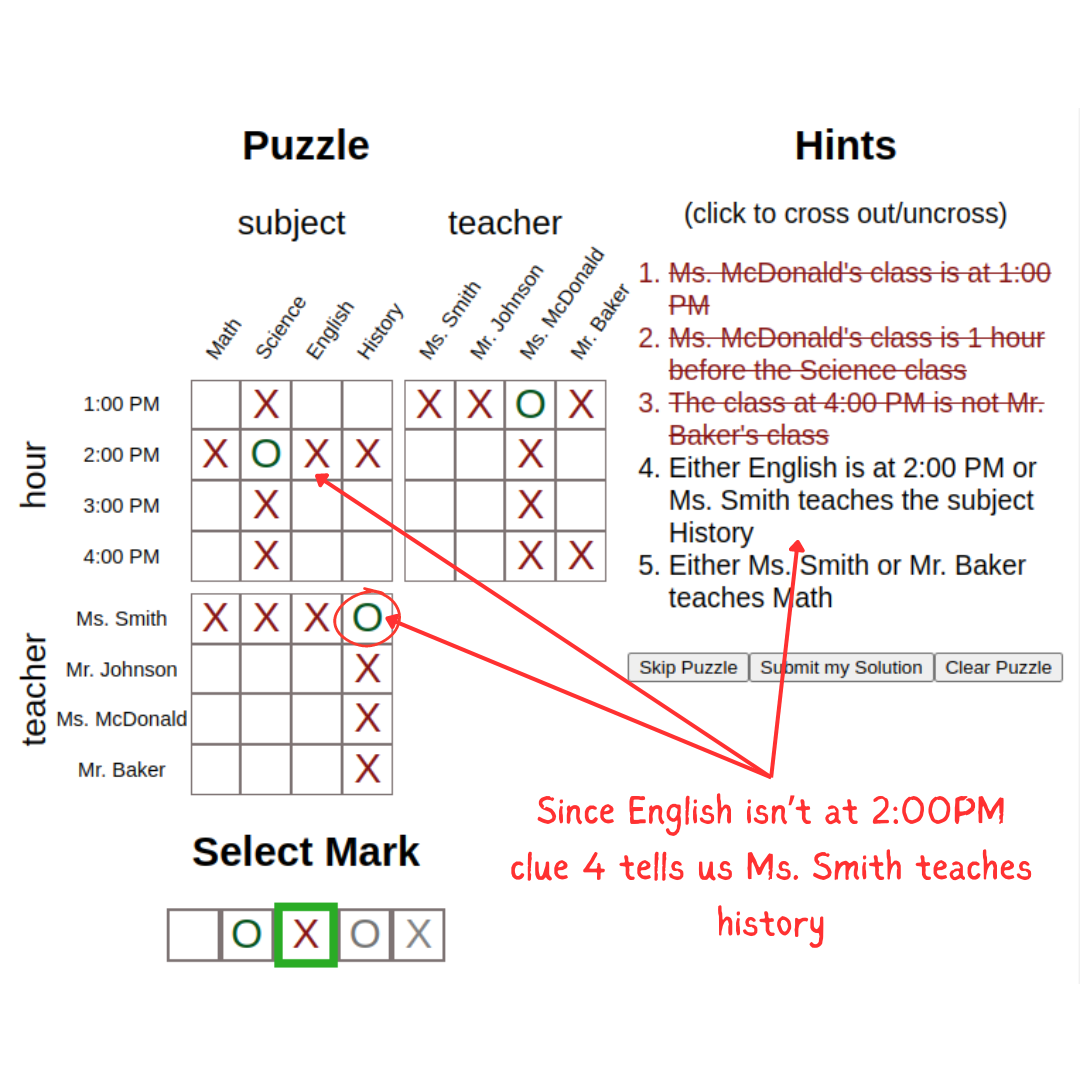 Puzzle
subject
teacher
Math
Science
English
History
Ms. Smith
Mr. Johnson
Ms. McDonald
Mr. Baker
hour
1:00 PM X X X O X
2:00 PM X O X X X
3:00 PM X X
4:00 PM X X X
teacher
Ms. Smith X X X O
Mr. Johnson X
Ms. McDonald X
Mr. Baker X
Select Mark
O X O X
Hints
(click to cross out/uncross)
1. Ms. McDonald's class is at 1:00
PM
2. Ms. McDonald's class is 1 hour
before the Science class
3. The class at 4:00 PM is not Mr.
Baker's class
4. Either English is at 2:00 PM or
Ms. Smith teaches the subject
History
5. Either Ms. Smith or Mr. Baker
teaches Math
Skip Puzzle Submit my Solution Clear Puzzle
Since English isn't at 2:00PM
clue 4 tells us Ms. Smith teaches
history